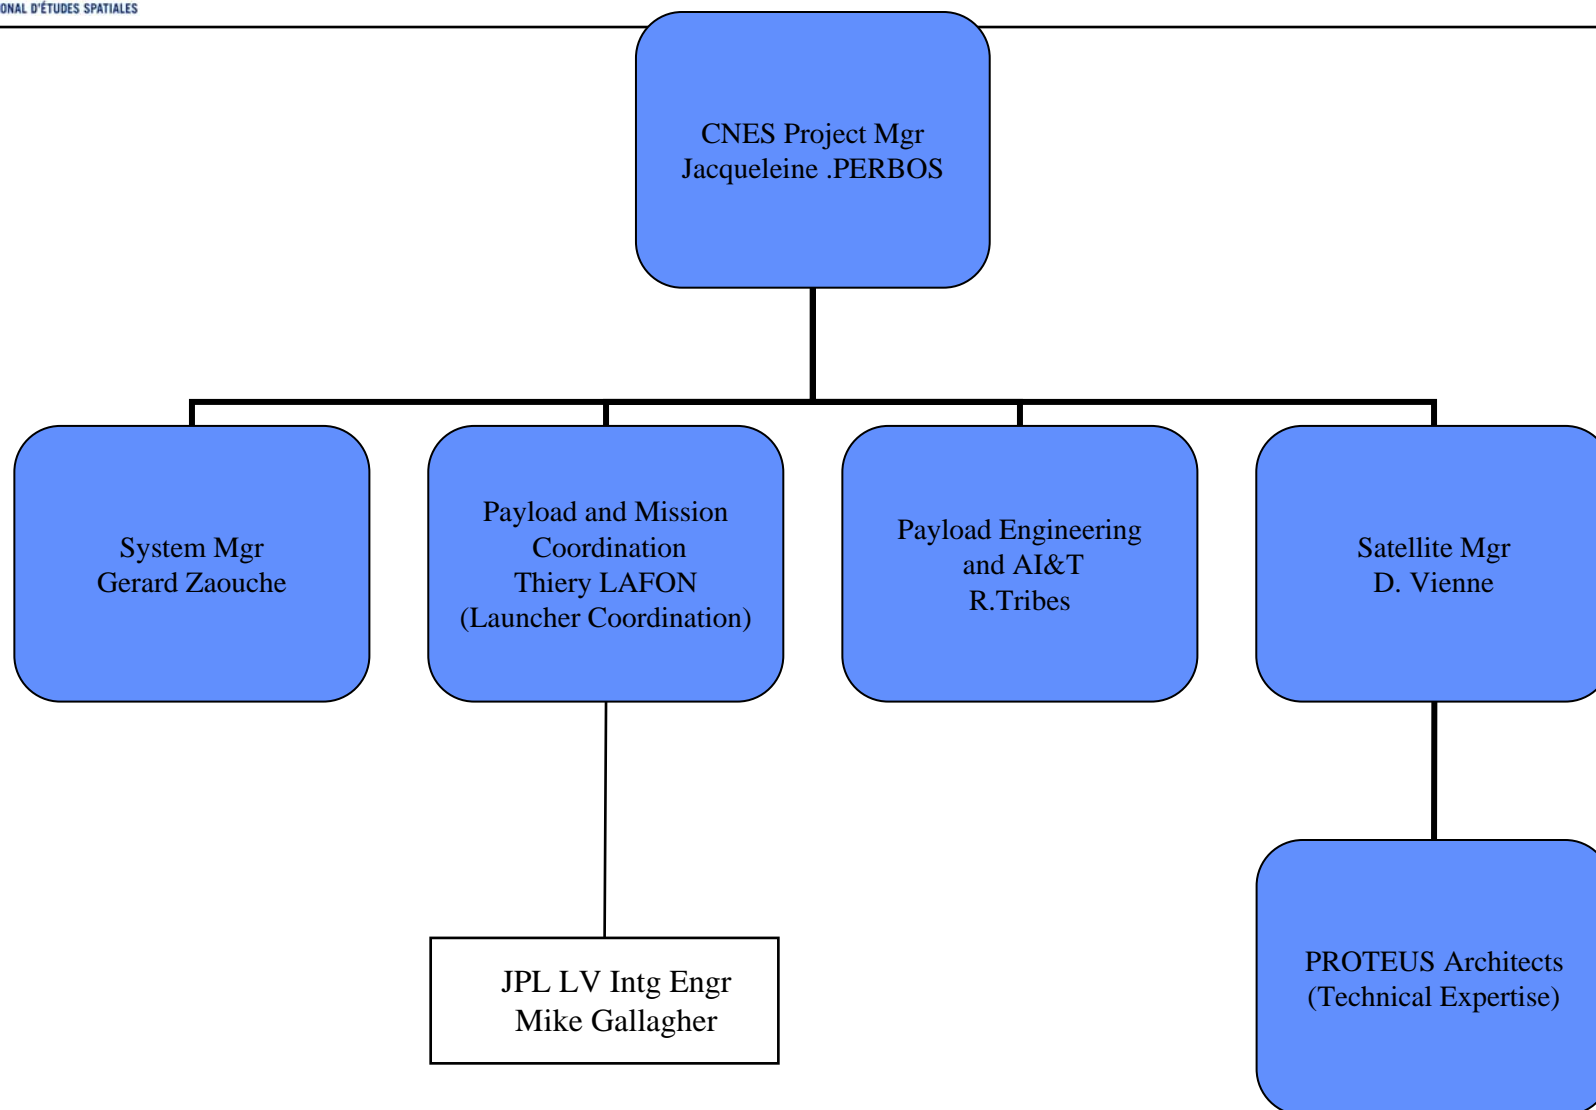 ONAL D'ÉTUDES SPATIALES
CNES Project Mgr
Jacqueleine .PERBOS
System Mgr
Gerard Zaouche
Payload and Mission
Coordination
Thiery LAFON
(Launcher Coordination)
Payload Engineering
and AI&T
R.Tribes
Satellite Mgr
D. Vienne
JPL LV Intg Engr
Mike Gallagher
PROTEUS Architects
(Technical Expertise)